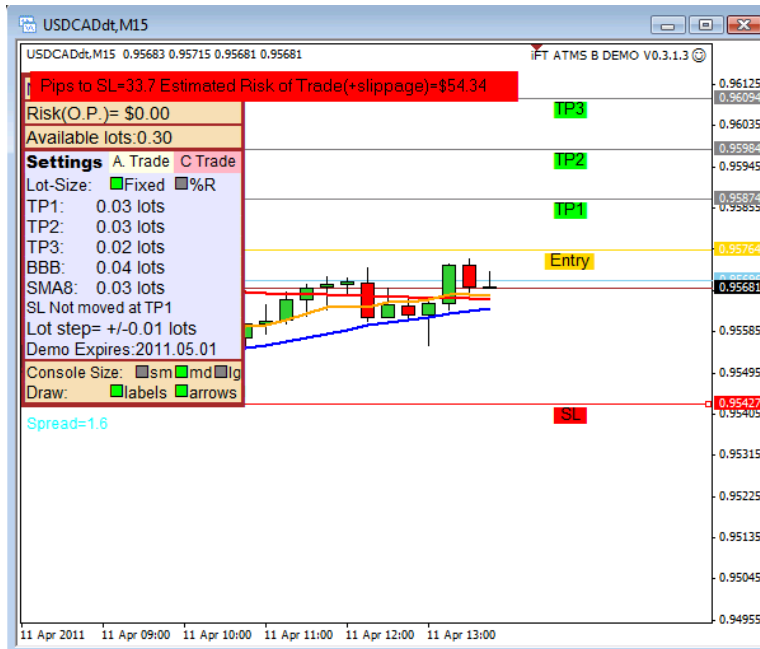 USDCADdt,M15
USDCADdt,M15 0.95683 0.95715 0.95681 0.95681
iFT ATMS B DEMO V0.3.1.3
Pips to SL=33.7 Estimated Risk of Trade(+slippage)=$54.34
Risk(O.P.)= $0.00
Available lots:0.30
Settings A. Trade C Trade
Lot-Size: Fixed %R
TP1: 0.03 lots
TP2: 0.03 lots
TP3: 0.02 lots
BBB: 0.04 lots
SMA8: 0.03 lots
SL Not moved at TP1
Lot step= +/-0.01 lots
Demo Expires:2011.05.01
Console Size: sm md lg
Draw: labels arrows
Spread=1.6
TP3
TP2
TP1
Entry
SL
0.96125
0.96094
0.96035
0.95984
0.95945
0.95874
0.95855
0.95764
0.95681
0.95585
0.95495
0.95427
0.95405
0.95315
0.95225
0.95135
0.95045
0.94955
11 Apr 2011 11 Apr 09:00 11 Apr 10:00 11 Apr 11:00 11 Apr 12:00 11 Apr 13:00